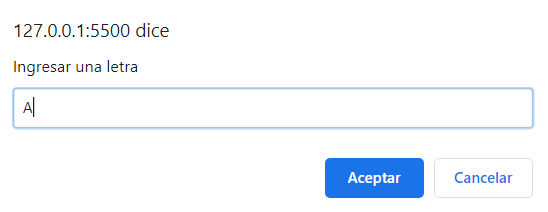 127.0.0.1:5500 dice
Ingresar una letra
A
Aceptar Cancelar